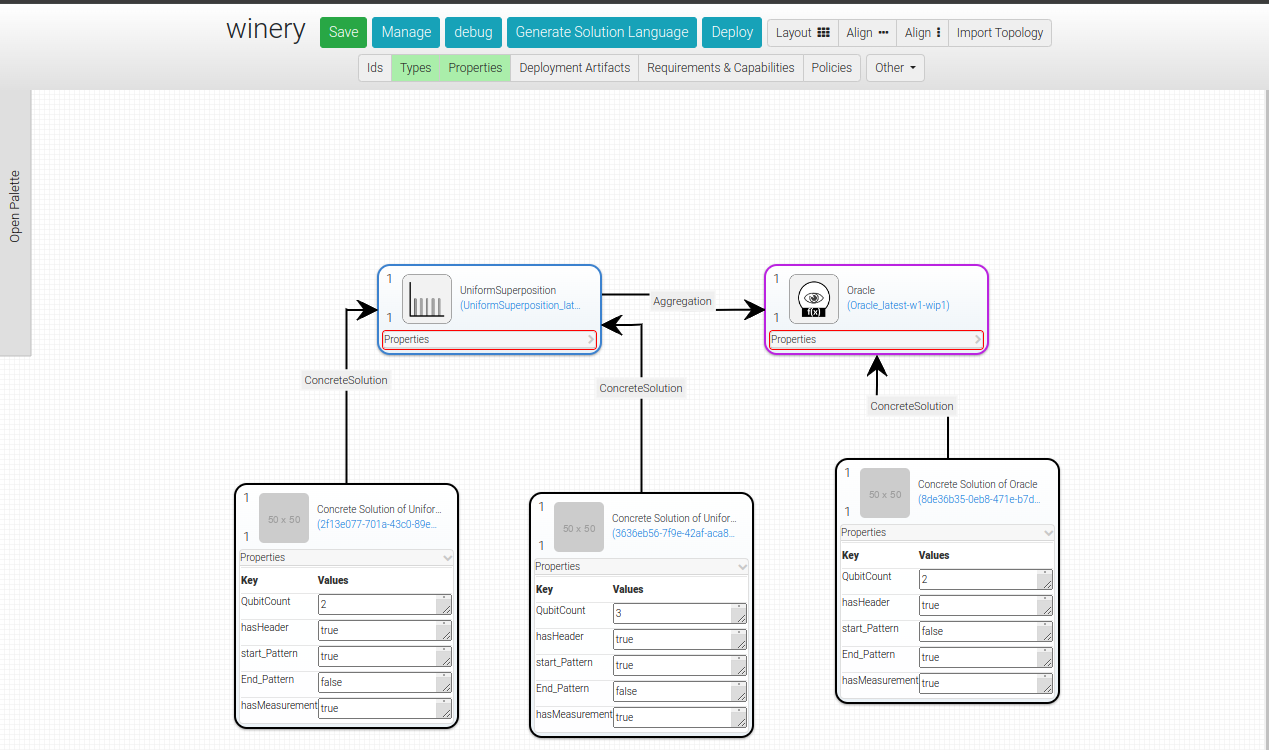 winery Save Manage debug Generate Solution Language Deploy Layout Align Align Import Topology
Ids Types Properties Deployment Artifacts Requirements & Capabilities Policies Other
Open Palette
1
1
UniformSuperposition
(UniformSuperposition_lat...
Properties
Aggregation
1
1
f(x)
Oracle
(Oracle_latest-w1-wip1)
Properties
ConcreteSolution
ConcreteSolution
ConcreteSolution
1
1
50 x 50
Concrete Solution of Unifor...
(2f13e077-701a-43c0-89e...
Properties
Key Values
QubitCount 2
hasHeader true
start_Pattern true
End_Pattern false
hasMeasurement true
1
1
50 x 50
Concrete Solution of Unifor...
(3636eb56-7f9e-42af-aca8...
Properties
Key Values
QubitCount 3
hasHeader true
start_Pattern true
End_Pattern false
hasMeasurement true
1
1
50 x 50
Concrete Solution of Oracle
(8de36b35-0eb8-471e-b7d...
Properties
Key Values
QubitCount 2
hasHeader true
start_Pattern false
End_Pattern true
hasMeasurement true